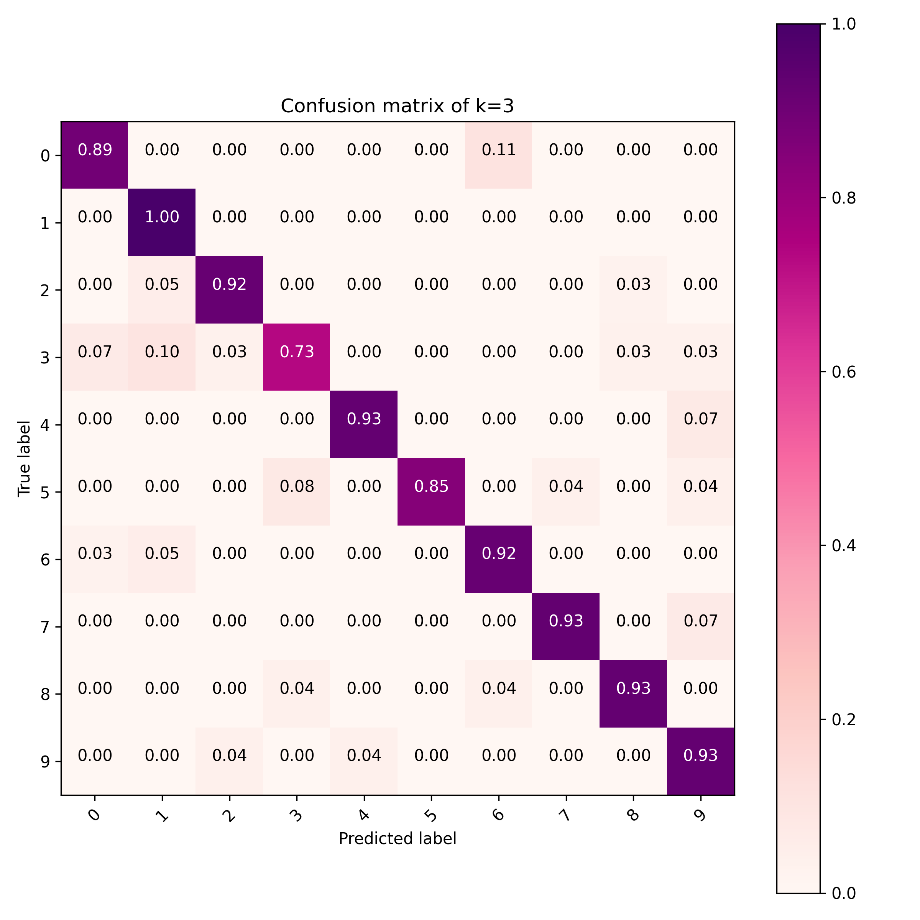 Confusion matrix of k=3
1.0
0.8
0.6
0.4
0.2
0.0
True label
0 0.89 0.00 0.00 0.00 0.00 0.00 0.11 0.00 0.00 0.00
1 0.00 1.00 0.00 0.00 0.00 0.00 0.00 0.00 0.00 0.00
2 0.00 0.05 0.92 0.00 0.00 0.00 0.00 0.00 0.03 0.00
3 0.07 0.10 0.03 0.73 0.00 0.00 0.00 0.00 0.03 0.03
4 0.00 0.00 0.00 0.00 0.93 0.00 0.00 0.00 0.00 0.07
5 0.00 0.00 0.00 0.08 0.00 0.85 0.00 0.04 0.00 0.04
6 0.03 0.05 0.00 0.00 0.00 0.00 0.92 0.00 0.00 0.00
7 0.00 0.00 0.00 0.00 0.00 0.00 0.00 0.93 0.00 0.07
8 0.00 0.00 0.00 0.04 0.00 0.00 0.04 0.00 0.93 0.00
9 0.00 0.00 0.04 0.00 0.04 0.00 0.00 0.00 0.00 0.93
0 1 2 3 4 5 6 7 8 9
Predicted label